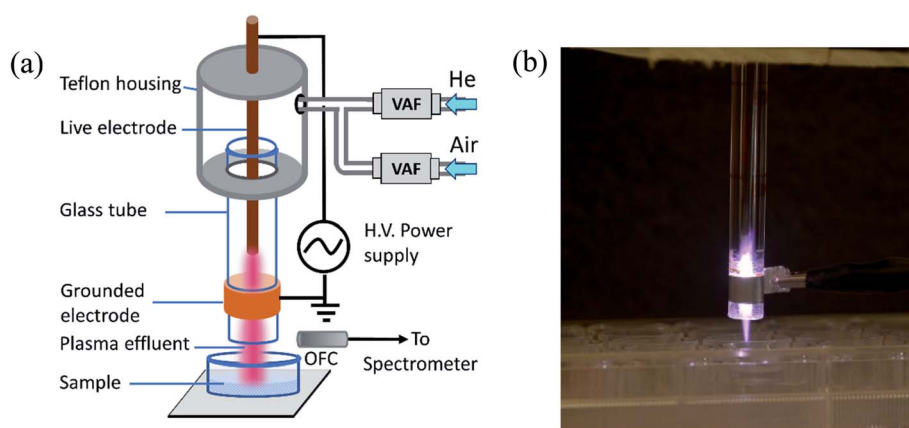 (a)
Teflon housing
Live electrode
Glass tube
Grounded
electrode
Plasma effluent
Sample
He
VAF
Air
VAF
H.V. Power
supply
OFC
To
Spectrometer
(b)